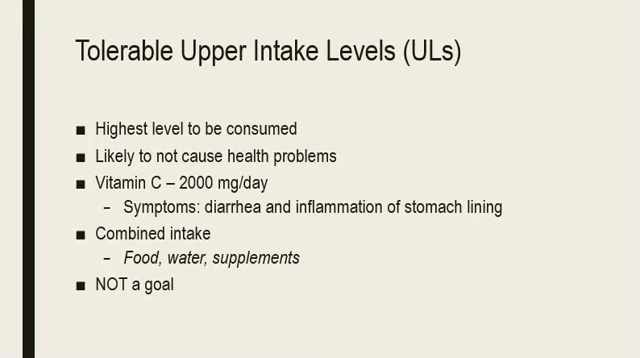 Tolerable Upper Intake Levels (ULs)
■ Highest level to be consumed
■ Likely to not cause health problems
■ Vitamin C – 2000 mg/day
– Symptoms: diarrhea and inflammation of stomach lining
■ Combined intake
– Food, water, supplements
■ NOT a goal